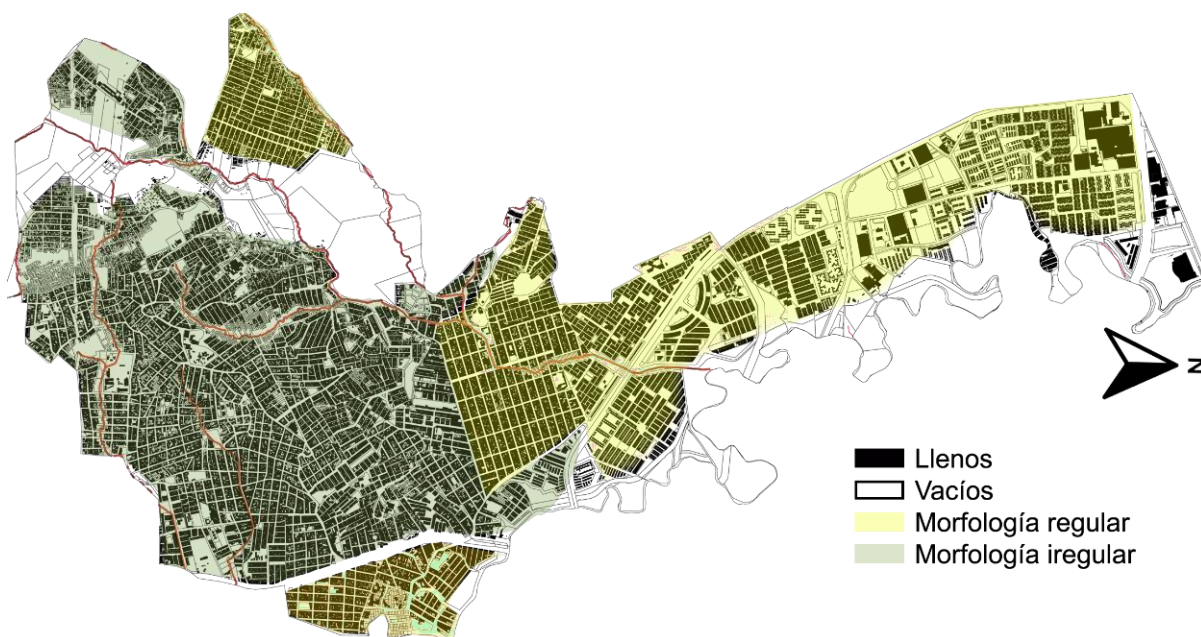 N
Llenos
Vacíos
Morfología regular
Morfología iregular